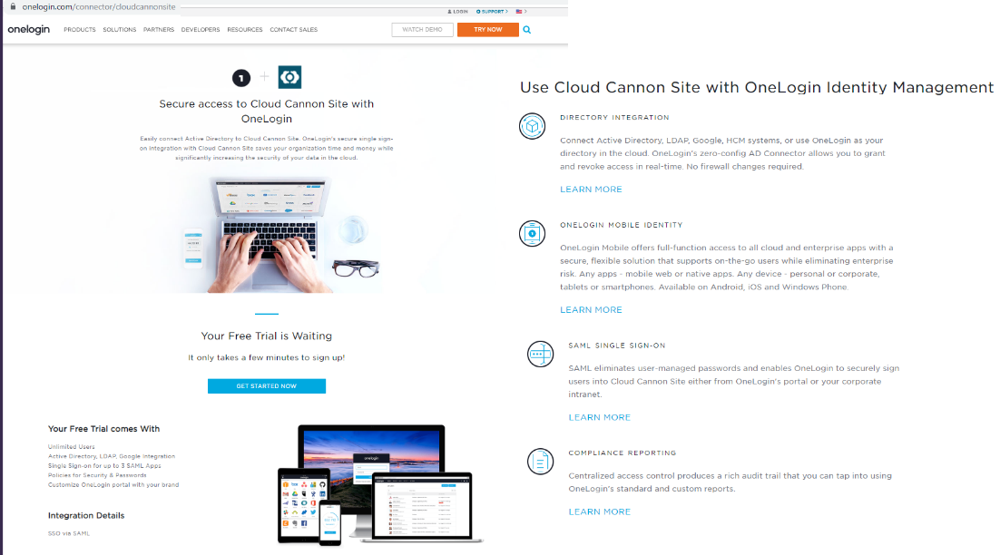 onelogin.com/connector/cloudcannonsite
LOGIN
SUPPORT
onelogin
PRODUCTS
SOLUTIONS
PARTNERS
DEVELOPERS
RESOURCES
CONTACT SALES
WATCH DEMO
TRY NOW
1
Secure access to Cloud Cannon Site with
OneLogin
Easily connect Active Directory to Cloud Cannon Site. OneLogin's secure single sign-
on integration with Cloud Cannon Site saves your organization time and money while
significantly increasing the security of your data in the cloud.
Your Free Trial is Waiting
It only takes a few minutes to sign up!
GET STARTED NOW
Your Free Trial comes With
Unlimited Users
Active Directory, LDAP, Google Integration
Single Sign-on for up to 3 SAML Apps
Policies for Security & Passwords
Customize OneLogin portal with your brand
Integration Details
SSO via SAML
onelogin
Use Cloud Cannon Site with OneLogin Identity Management
DIRECTORY INTEGRATION
Connect Active Directory, LDAP, Google, HCM systems, or use OneLogin as your
directory in the cloud. OneLogin's zero-config AD Connector allows you to grant
and revoke access in real-time. No firewall changes required.
LEARN MORE
ONELOGIN MOBILE IDENTITY
OneLogin Mobile offers full-function access to all cloud and enterprise apps with a
secure, flexible solution that supports on-the-go users while eliminating enterprise
risk. Any apps - mobile web or native apps. Any device - personal or corporate,
tablets or smartphones. Available on Android, iOS and Windows Phone.
LEARN MORE
SAML SINGLE SIGN-ON
SAML eliminates user-managed passwords and enables OneLogin to securely sign
users into Cloud Cannon Site either from OneLogin's portal or your corporate
intranet.
LEARN MORE
COMPLIANCE REPORTING
Centralized access control produces a rich audit trail that you can tap into using
OneLogin's standard and custom reports.
LEARN MORE